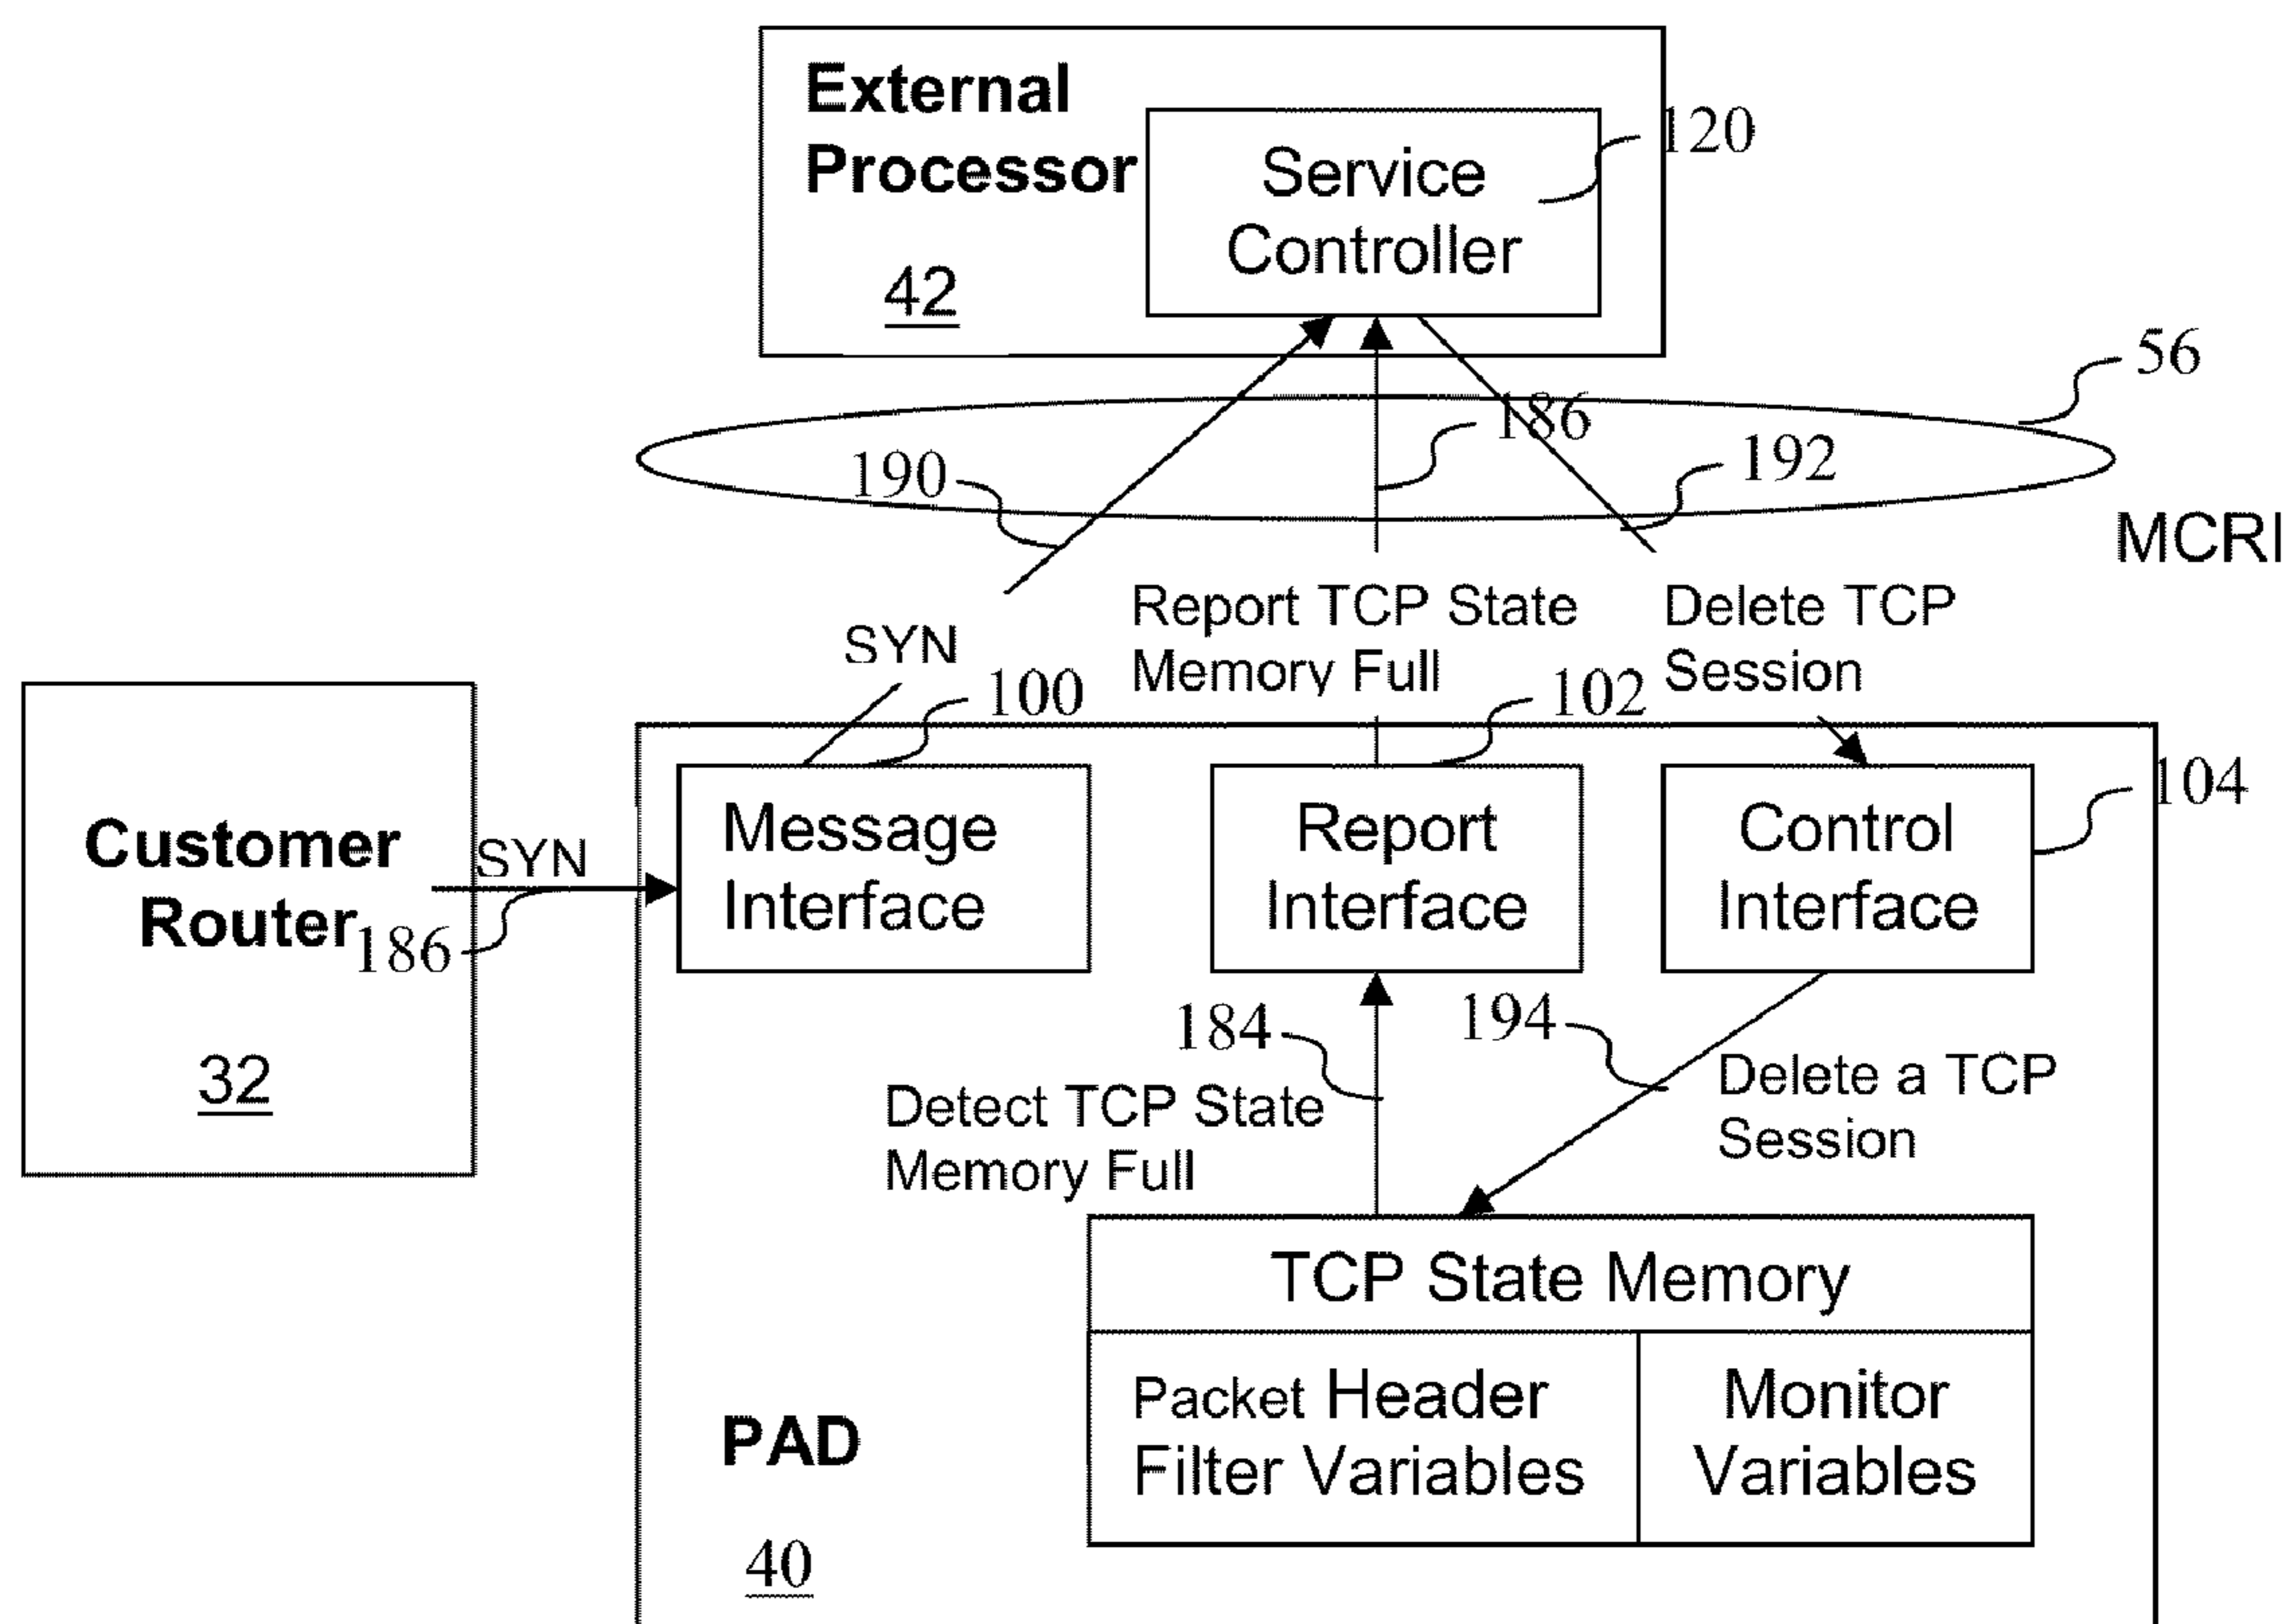 External
Processor
42
Service
Controller
120
56
186
190
192
MCRI
SYN
Report TCP State
Memory Full
Delete TCP
Session
100
102
104
Customer
Router
32
SYN
186
Message
Interface
Report
Interface
Control
Interface
184
194
Detect TCP State
Memory Full
Delete a TCP
Session
TCP State Memory
Packet Header
Filter Variables
Monitor
Variables
PAD
40